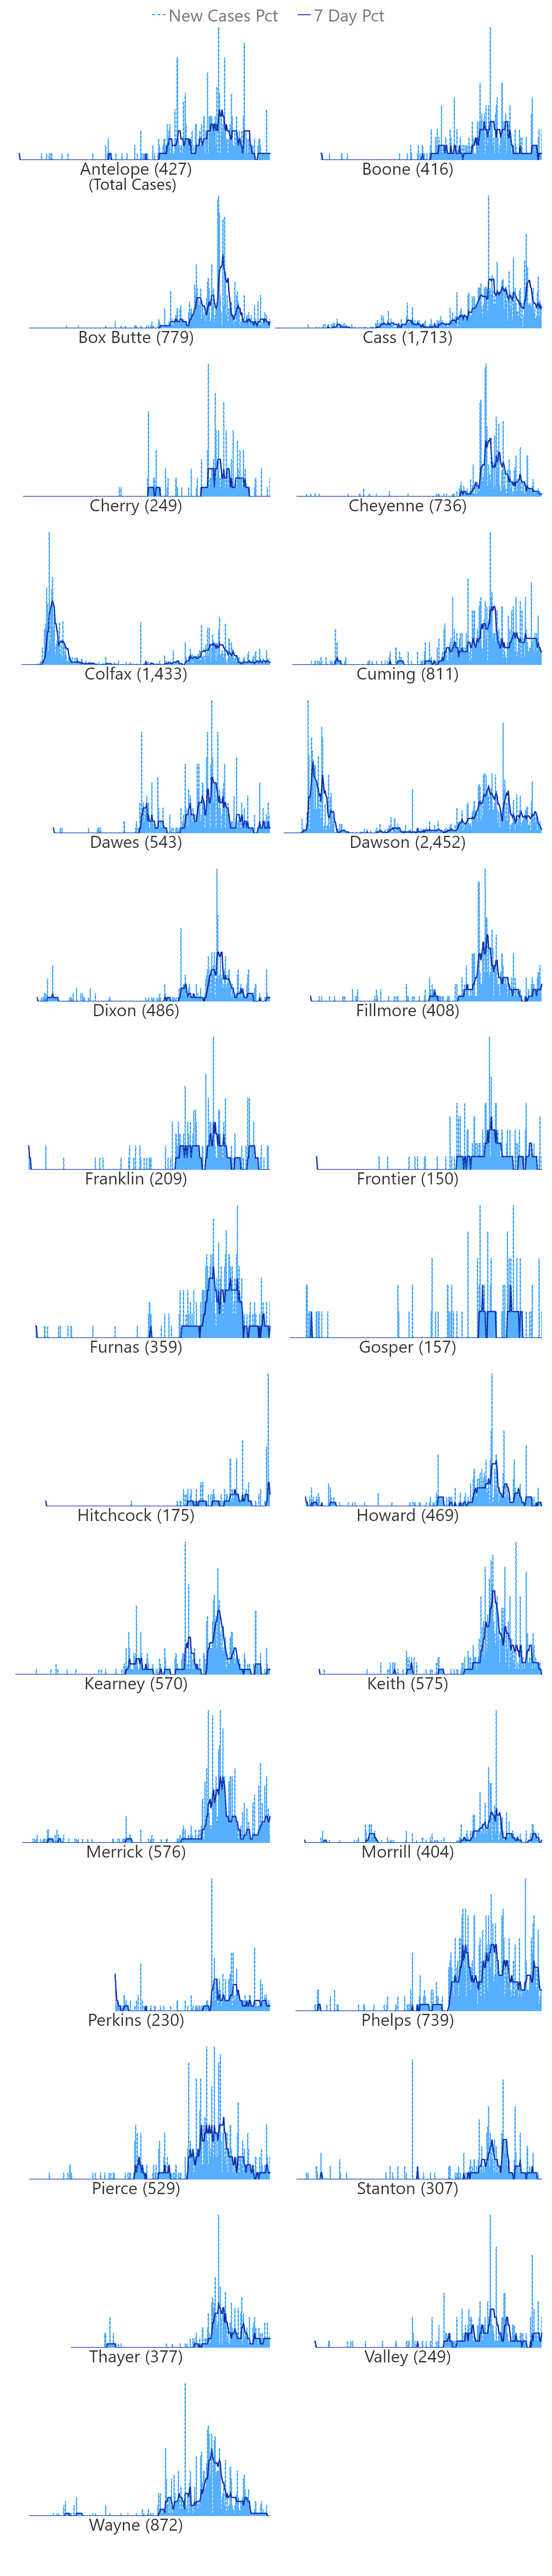 New Cases Pct 7 Day Pct
Antelope (427) Boone (416)
(Total Cases)
Box Butte (779) Cass (1,713)
Cherry (249) Cheyenne (736)
Colfax (1,433) Cuming (811)
Dawes (543) Dawson (2,452)
Dixon (486) Fillmore (408)
Franklin (209) Frontier (150)
Furnas (359) Gosper (157)
Hitchcock (175) Howard (469)
Kearney (570) Keith (575)
Merrick (576) Morrill (404)
Perkins (230) Phelps (739)
Pierce (529) Stanton (307)
Thayer (377) Valley (249)
Wayne (872)